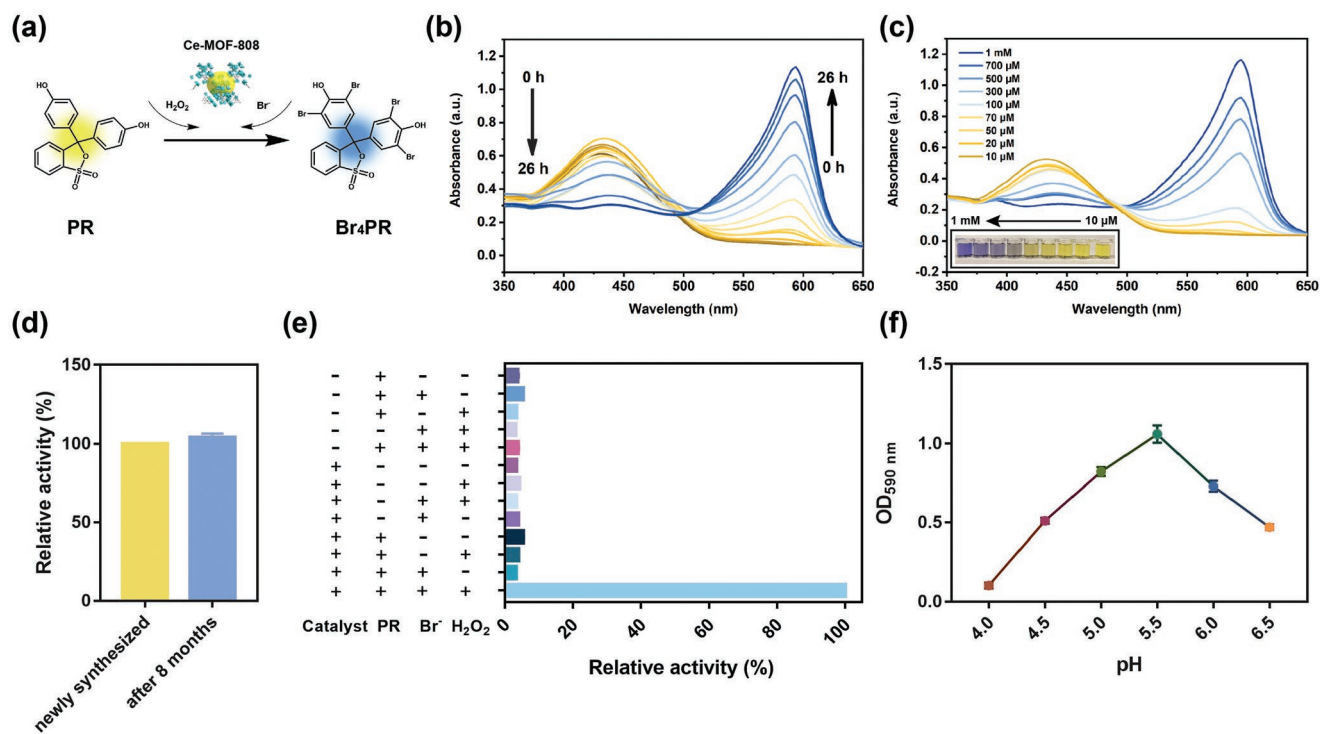 (a)
Ce-MOF-808
HO
OH
O
S
O
O
H₂O₂
Br⁻
HO
Br
Br
Br
OH
Br
O
S
O
O
PR
Br₄PR
(b)
Absorbance (a.u.)
1.2
1.0
0.8
0.6
0.4
0.2
0.0
0 h
26 h
26 h
0 h
350 400 450 500 550 600 650
Wavelength (nm)
(c)
Absorbance (a.u.)
1.2
1.0
0.8
0.6
0.4
0.2
0.0
-0.2
1 mM
700 μM
500 μM
300 μM
100 μM
70 μM
50 μM
20 μM
10 μM
1 mM 10 μM
350 400 450 500 550 600 650
Wavelength (nm)
(d)
Relative activity (%)
150
100
50
0
newly synthesized
after 8 months
(e)
- + - -
- + + -
- + - +
- - + +
- + + +
+ - - -
+ - - +
+ - + +
+ - + -
+ + - -
+ + - +
+ + + -
+ + + +
Catalyst PR Br⁻ H₂O₂
0 20 40 60 80 100
Relative activity (%)
(f)
OD₅₉₀ ₙₘ
1.5
1.0
0.5
0.0
4.0 4.5 5.0 5.5 6.0 6.5
pH